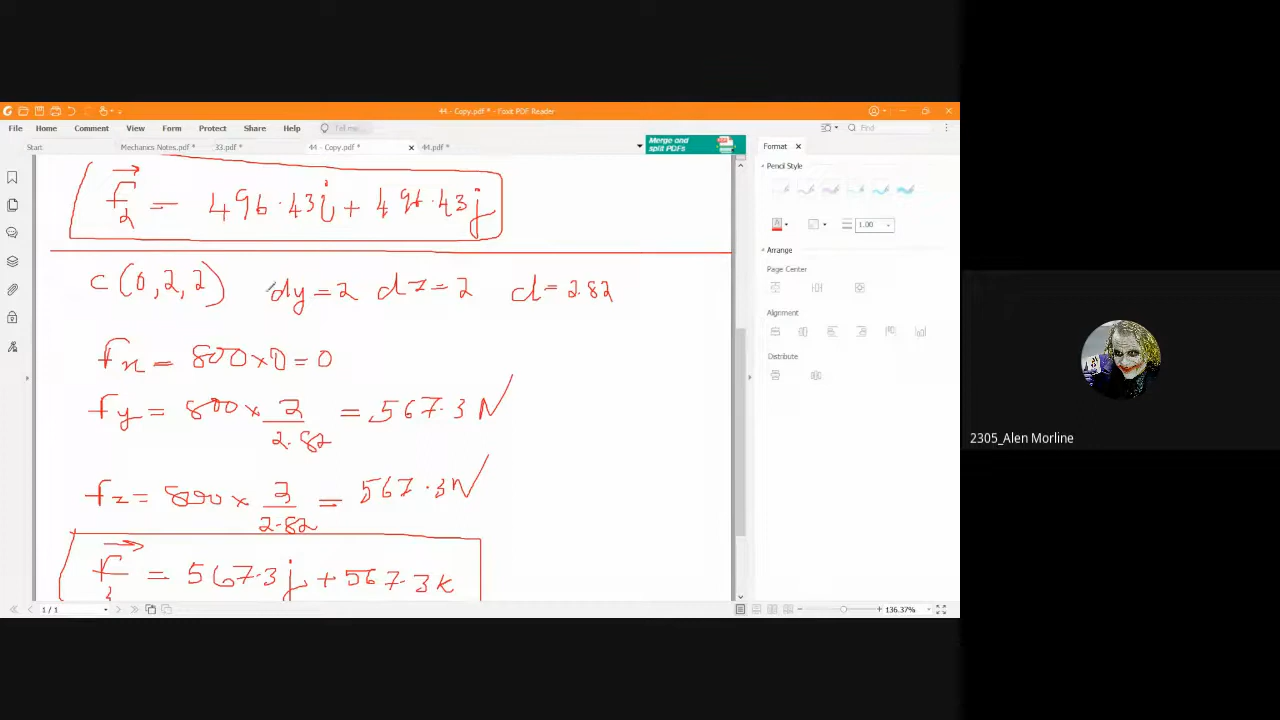 44 - Copy.pdf * - Foxit PDF Reader
File Home Comment View Form Protect Share Help Tell me Find
Start Mechanics Notes.pdf * 33.pdf * 44 - Copy.pdf * 44.pdf *
Merge and split PDFs
Format
Pencil Style
1.00
Arrange
Page Center
Alignment
Distribute
f₂ = 496.43i + 496.43j
C (0, 2, 2) dy = 2 dz = 2 d = 2.82
fx = 800 × 0 = 0
fy = 800 × 2/2.82 = 567.3 N
fz = 800 × 2/2.82 = 567.3 N
= 567.3j + 567.3k
1 / 1
136.37%
2305_Alen Morline